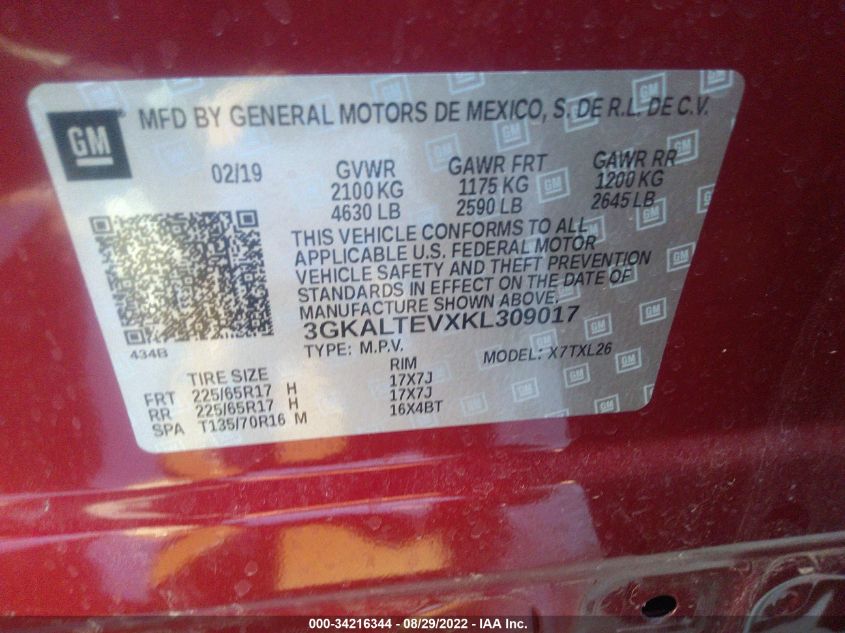 GM
MFD BY GENERAL MOTORS DE MEXICO, S. DE R.L. DE C.V.
02/19 GVWR GAWR FRT GAWR RR
2100 KG 1175 KG 1200 KG
4630 LB 2590 LB 2645 LB
THIS VEHICLE CONFORMS TO ALL
APPLICABLE U.S. FEDERAL MOTOR
VEHICLE SAFETY AND THEFT PREVENTION
STANDARDS IN EFFECT ON THE DATE OF
MANUFACTURE SHOWN ABOVE.
3GKALTEVXKL309017
434B
TYPE: M.P.V. MODEL: X7TXL26
TIRE SIZE RIM
FRT 225/65R17 H 17X7J
RR 225/65R17 H 17X7J
SPA T135/70R16 M 16X4BT
000-34216344 - 08/29/2022 - IAA Inc.